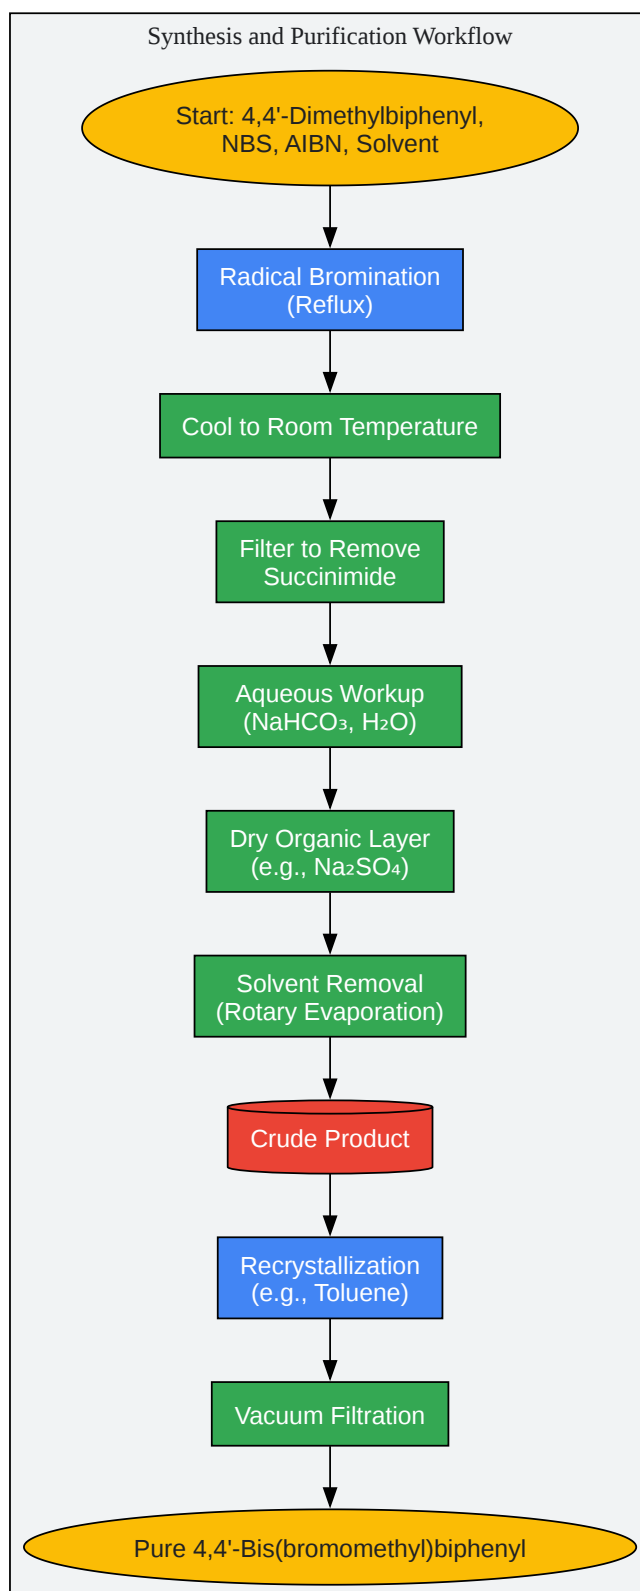 Synthesis and Purification Workflow
Start: 4,4'-Dimethylbiphenyl,
NBS, AIBN, Solvent
Radical Bromination
(Reflux)
Cool to Room Temperature
Filter to Remove
Succinimide
Aqueous Workup
(NaHCO₃, H₂O)
Dry Organic Layer
(e.g., Na₂SO₄)
Solvent Removal
(Rotary Evaporation)
Crude Product
Recrystallization
(e.g., Toluene)
Vacuum Filtration
Pure 4,4'-Bis(bromomethyl)biphenyl